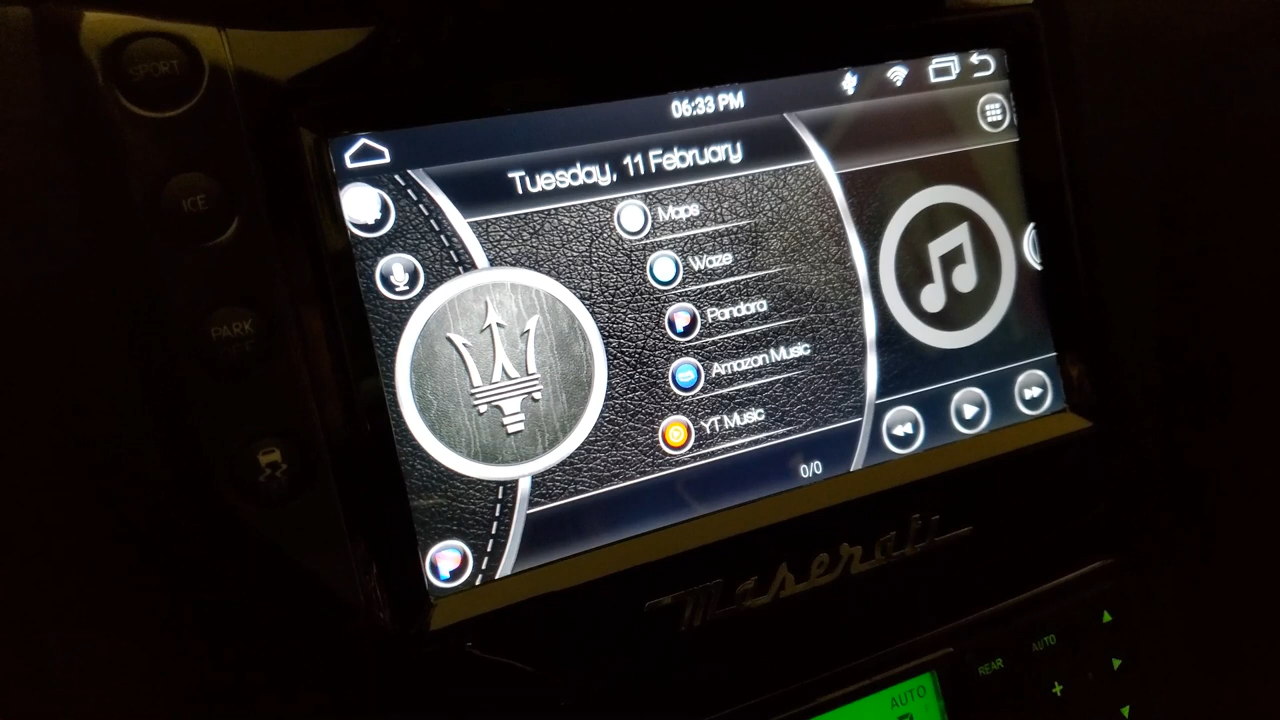 SPORT
ICE
PARK
06:33 PM
Tuesday, 11 February
Maps
Waze
Pandora
Amazon Music
YT Music
0/0
Maserati
REAR
AUTO
AUTO